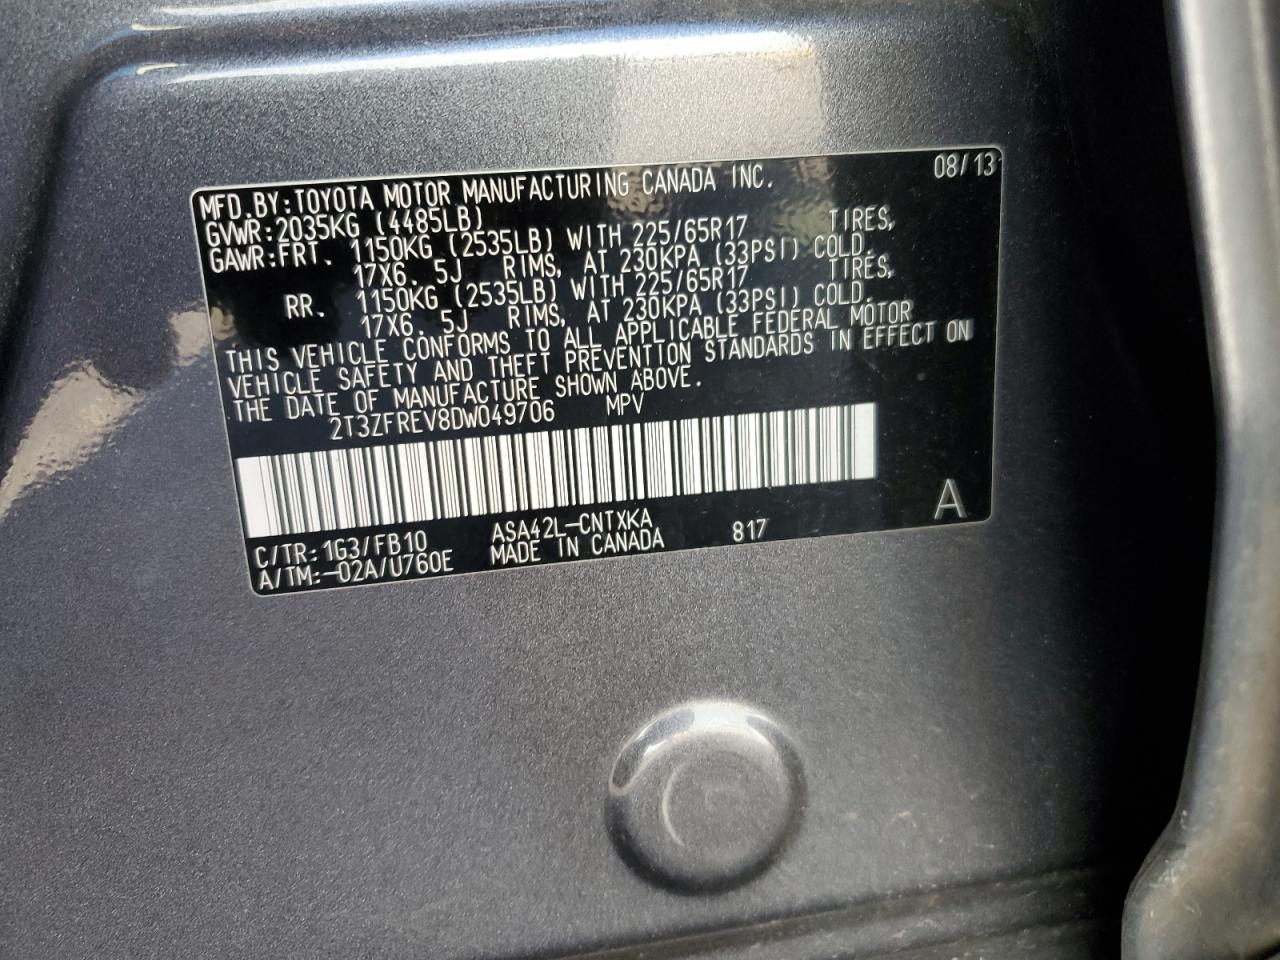 MFD.BY:TOYOTA MOTOR MANUFACTURING CANADA INC. 08/13
GVWR:2035KG (4485LB)
GAWR:FRT. 1150KG (2535LB) WITH 225/65R17 TIRES,
17X6.5J RIMS, AT 230KPA (33PSI) COLD.
RR. 1150KG (2535LB) WITH 225/65R17 TIRES,
17X6.5J RIMS, AT 230KPA (33PSI) COLD.
THIS VEHICLE CONFORMS TO ALL APPLICABLE FEDERAL MOTOR
VEHICLE SAFETY AND THEFT PREVENTION STANDARDS IN EFFECT ON
THE DATE OF MANUFACTURE SHOWN ABOVE.
2T3ZFREV8DW049706 MPV
A
C/TR:1G3/FB10 ASA42L-CNTXKA 817
A/TM:-02A/U760E MADE IN CANADA